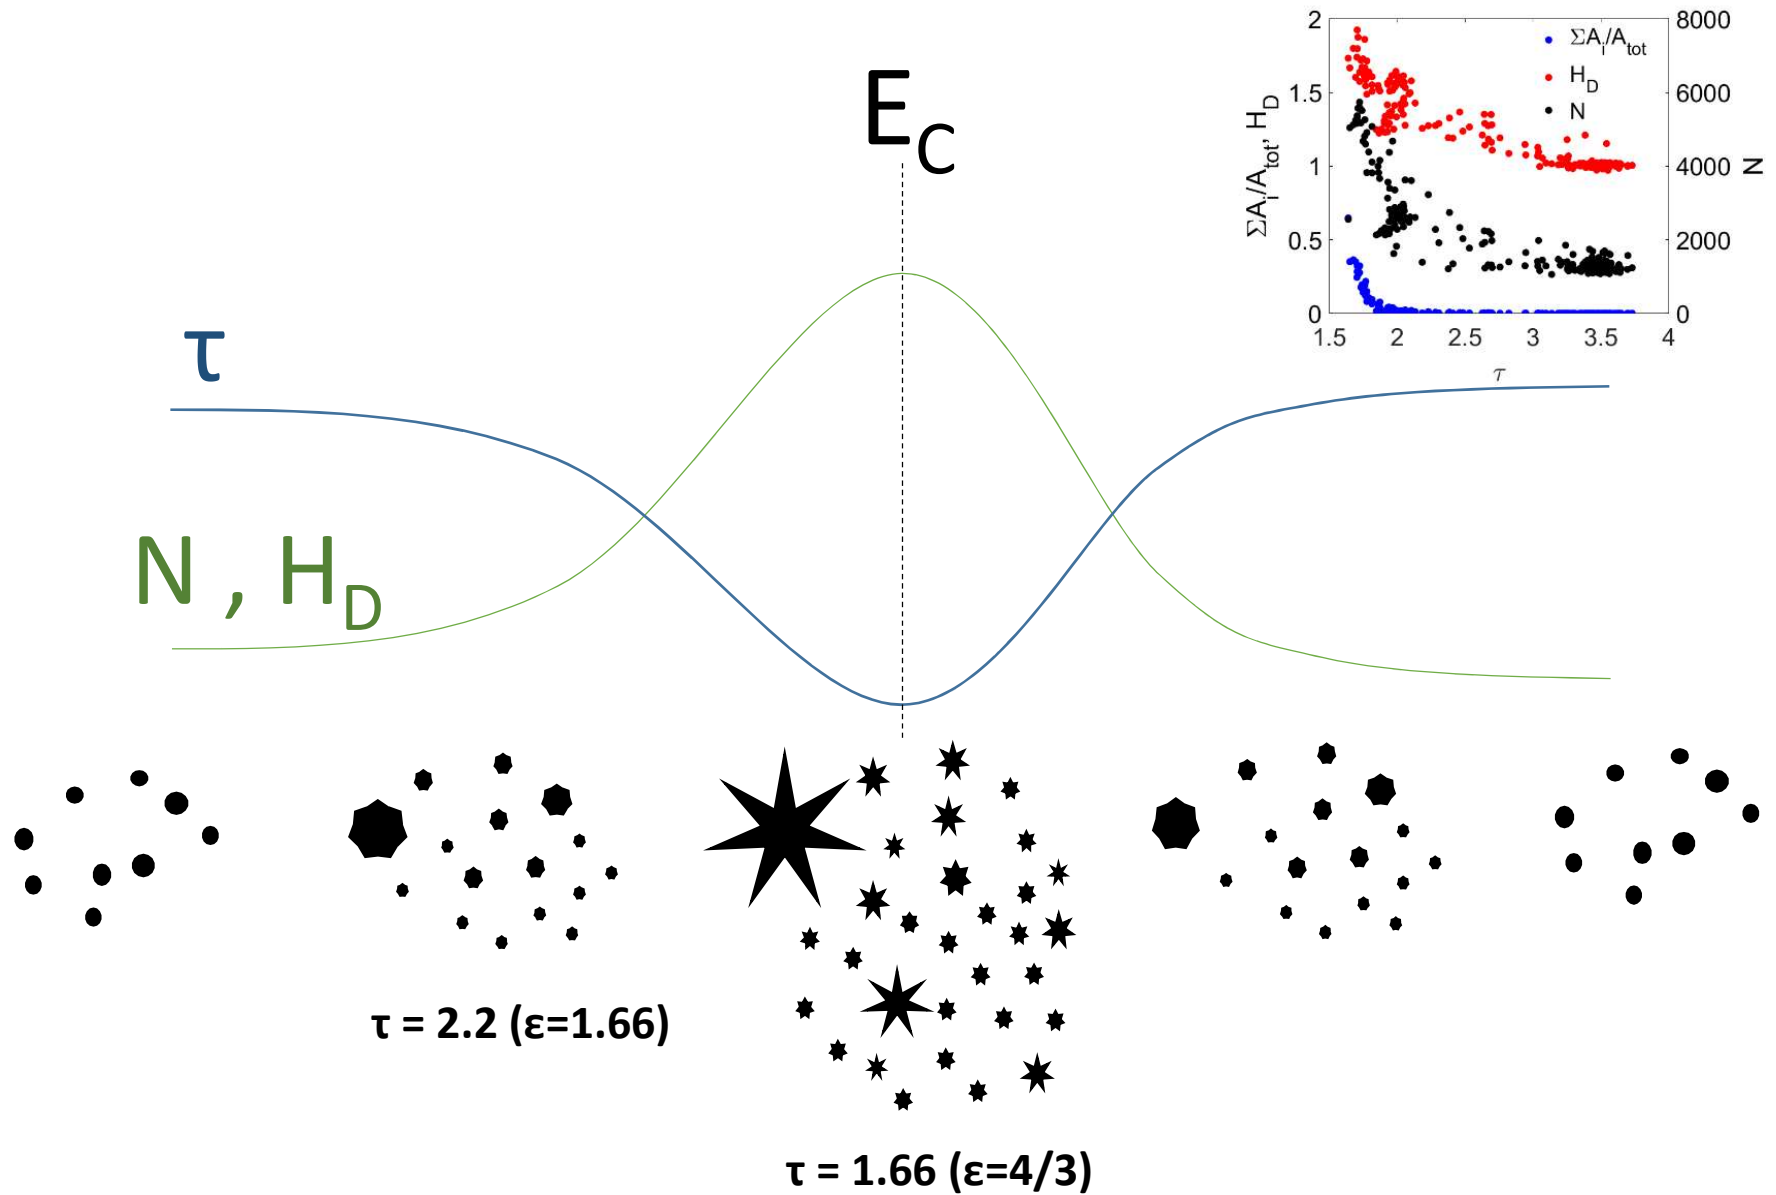 E_C
τ
N , H_D
2
1.5
1
0.5
0
ΣA_i/A_tot, H_D
8000
6000
4000
2000
0
N
ΣA_i/A_tot
H_D
N
1.5 2 2.5 3 3.5 4
τ
τ = 2.2 (ε=1.66)
τ = 1.66 (ε=4/3)